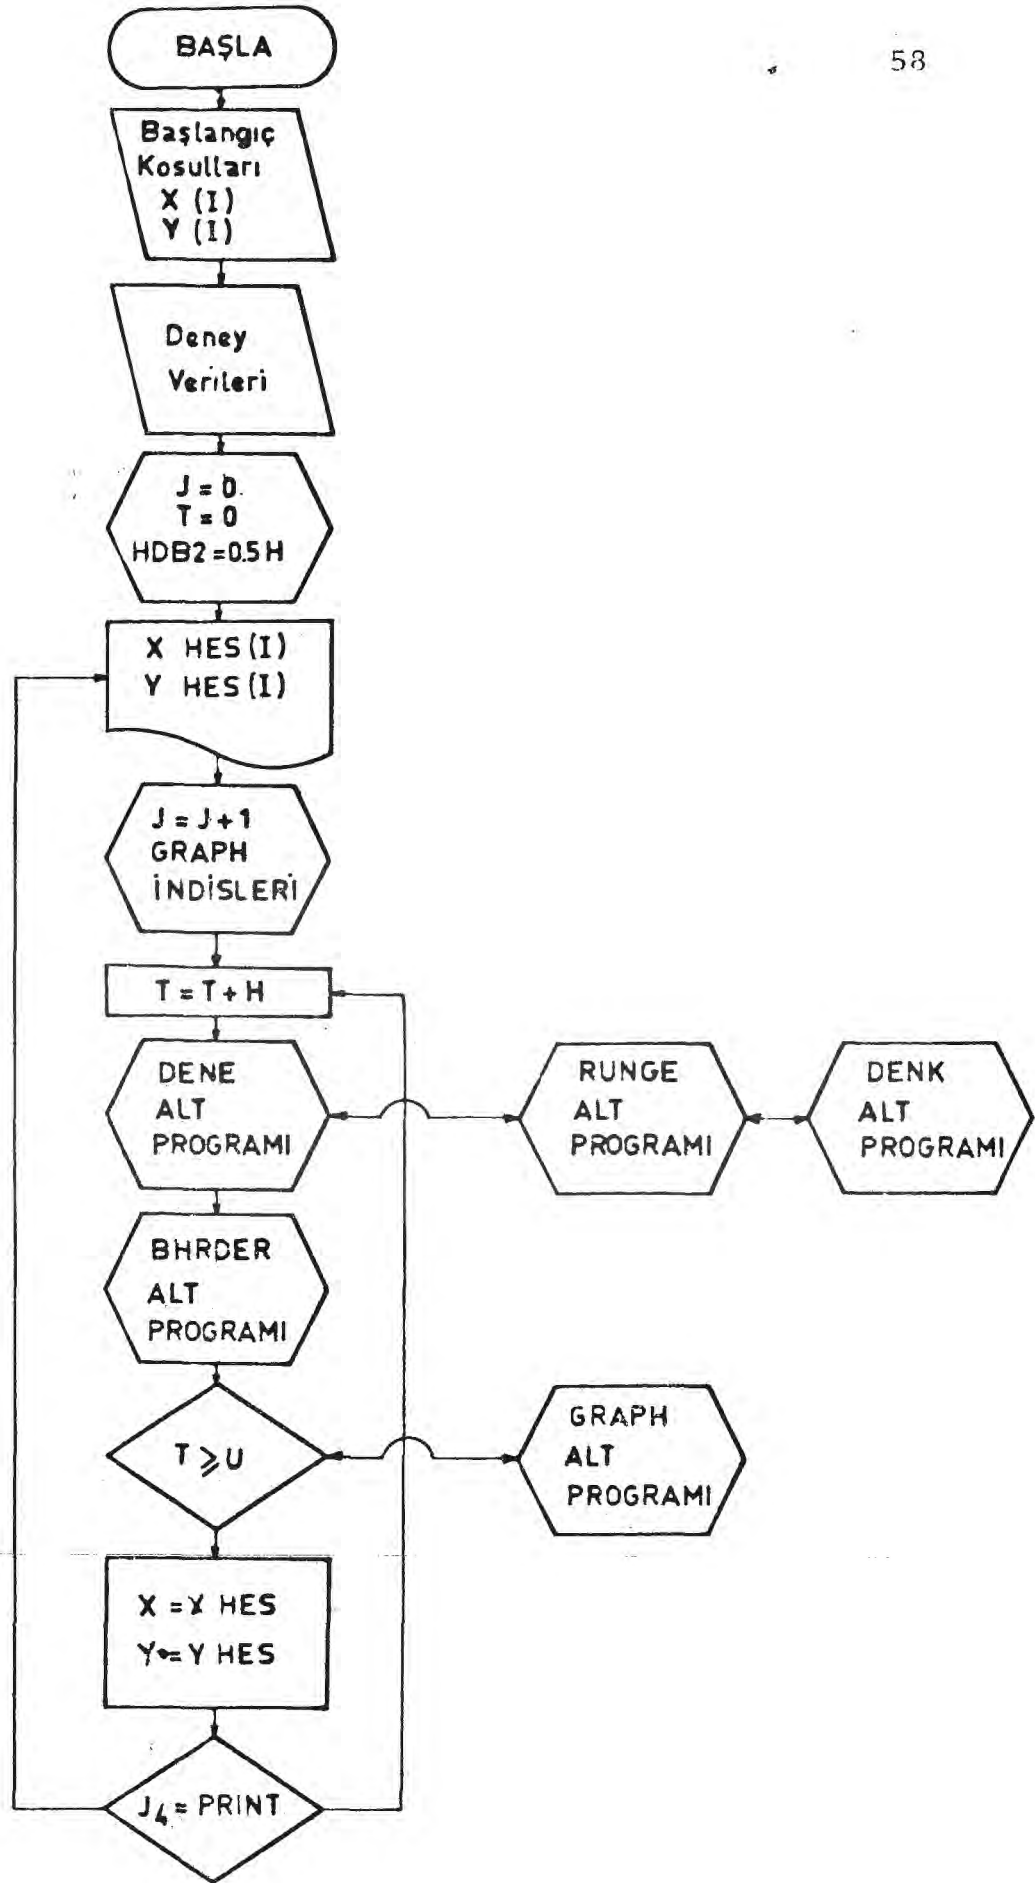 58
BAŞLA
Başlangıç
Kosulları
X (I)
Y (I)
Deney
Verileri
J = 0.
T = 0
HDB2 = 0.5 H
X HES (I)
Y HES (I)
J = J + 1
GRAPH
İNDİSLERİ
T = T + H
DENE
ALT
PROGRAMI
RUNGE
ALT
PROGRAMI
DENK
ALT
PROGRAMI
BHRDER
ALT
PROGRAMI
T ⩾ U
GRAPH
ALT
PROGRAMI
X = X HES
Y = Y HES
J4 = PRINT